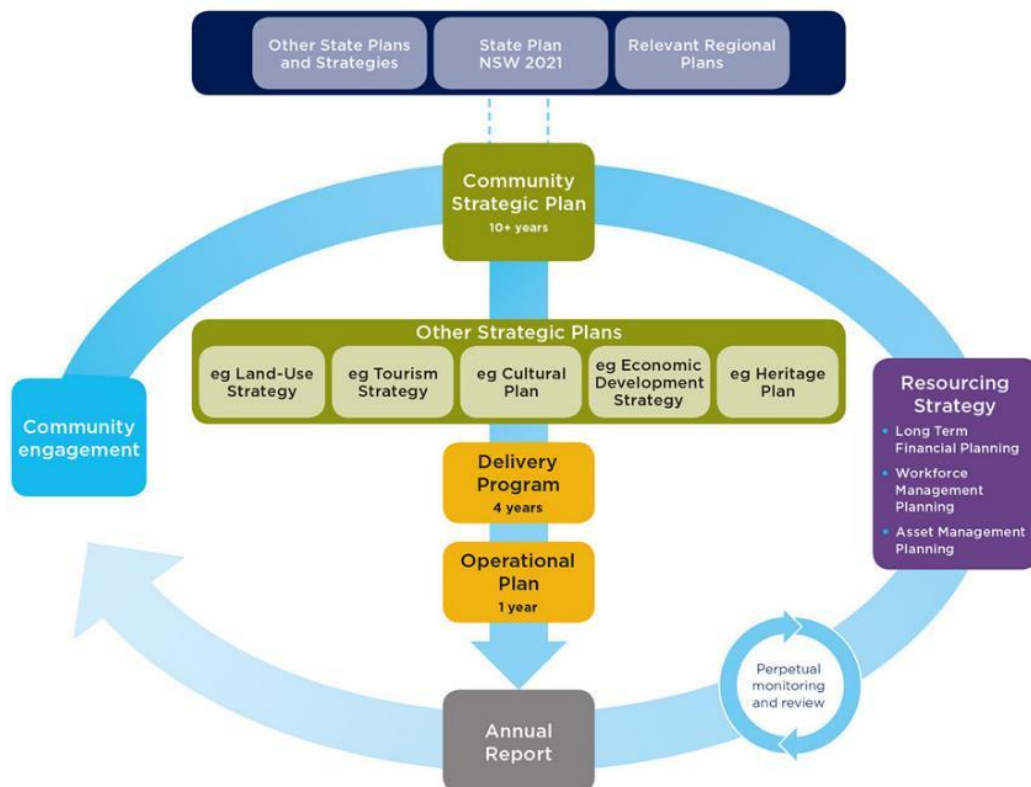 Other State Plans
and Strategies
State Plan
NSW 2021
Relevant Regional
Plans
Community
Strategic Plan
10+ years
Other Strategic Plans
eg Land-Use
Strategy
eg Tourism
Strategy
eg Cultural
Plan
eg Economic
Development
Strategy
eg Heritage
Plan
Community
engagement
Resourcing
Strategy
• Long Term
Financial Planning
• Workforce
Management
Planning
• Asset Management
Planning
Delivery
Program
4 years
Operational
Plan
1 year
Perpetual
monitoring
and review
Annual
Report